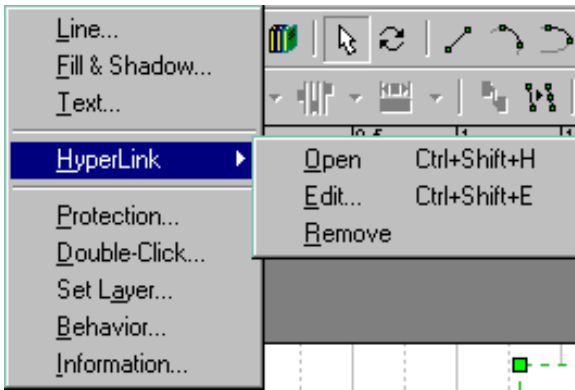 Line...
Fill & Shadow...
Text...
HyperLink
Open Ctrl+Shift+H
Edit... Ctrl+Shift+E
Remove
Protection...
Double-Click...
Set Layer...
Behavior...
Information...